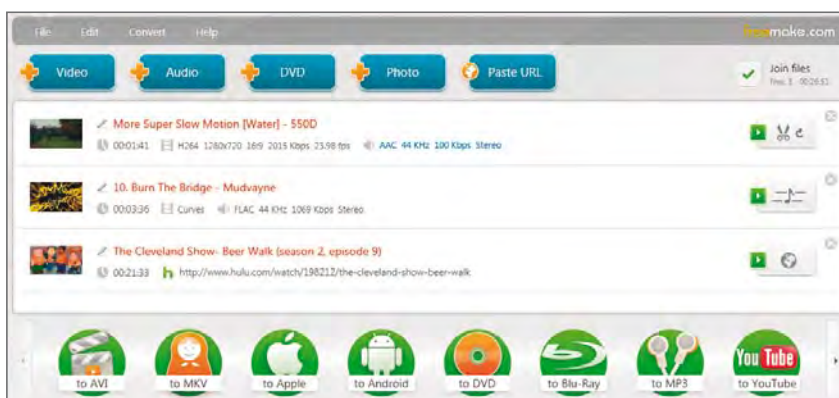 File Edit Convert Help freemake.com
Video Audio DVD Photo Paste URL Join files
00:26:52
More Super Slow Motion [Water] - 550D
00:01:41 H264 1280x720 16:9 2015 Kbps 23.98 fps AAC 44 KHz 100 Kbps Stereo
10. Burn The Bridge - Mudvayne
00:03:36 Curves FLAC 44 KHz 1069 Kbps Stereo
The Cleveland Show- Beer Walk (season 2, episode 9)
00:21:33 h http://www.hulu.com/watch/198212/the-cleveland-show-beer-walk
to AVI to MKV to Apple to Android to DVD to Blu-Ray to MP3 You Tube to YouTube